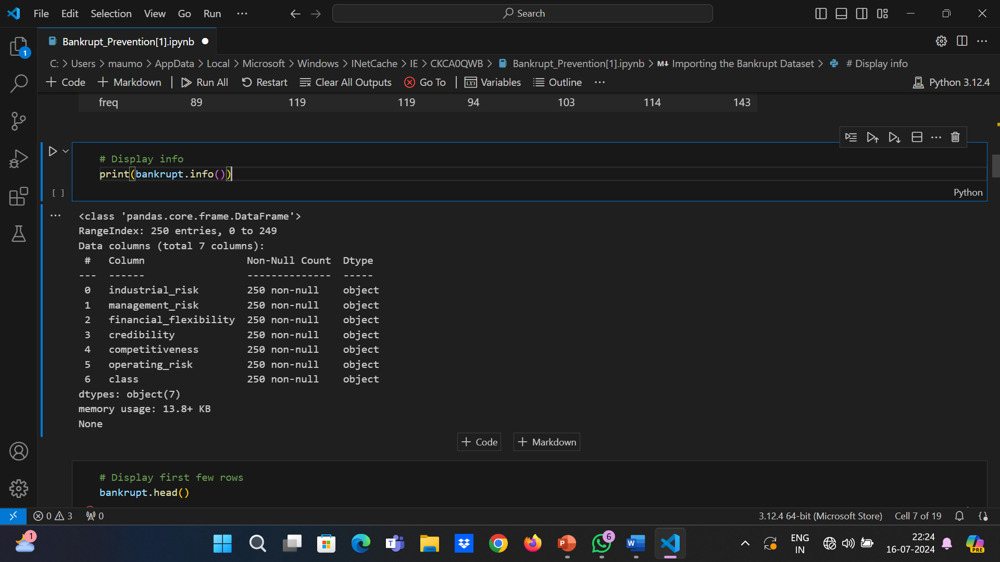 File Edit Selection View Go Run ··· Search
Bankrupt_Prevention[1].ipynb
1
C: > Users > maumo > AppData > Local > Microsoft > Windows > INetCache > IE > CKCA0QWB > Bankrupt_Prevention[1].ipynb > M↓ Importing the Bankrupt Dataset > # Display info
+ Code + Markdown | Run All Restart Clear All Outputs Go To | Variables Outline ··· Python 3.12.4
freq 89 119 119 94 103 114 143
# Display info
print(bankrupt.info())
[ ] Python
<class 'pandas.core.frame.DataFrame'>
RangeIndex: 250 entries, 0 to 249
Data columns (total 7 columns):
# Column Non-Null Count Dtype
--- ------ -------------- -----
0 industrial_risk 250 non-null object
1 management_risk 250 non-null object
2 financial_flexibility 250 non-null object
3 credibility 250 non-null object
4 competitiveness 250 non-null object
5 operating_risk 250 non-null object
6 class 250 non-null object
dtypes: object(7)
memory usage: 13.8+ KB
None
+ Code + Markdown
# Display first few rows
bankrupt.head()
0 3 0 3.12.4 64-bit (Microsoft Store) Cell 7 of 19
1 6 ENG 22:24
IN 16-07-2024 PRE